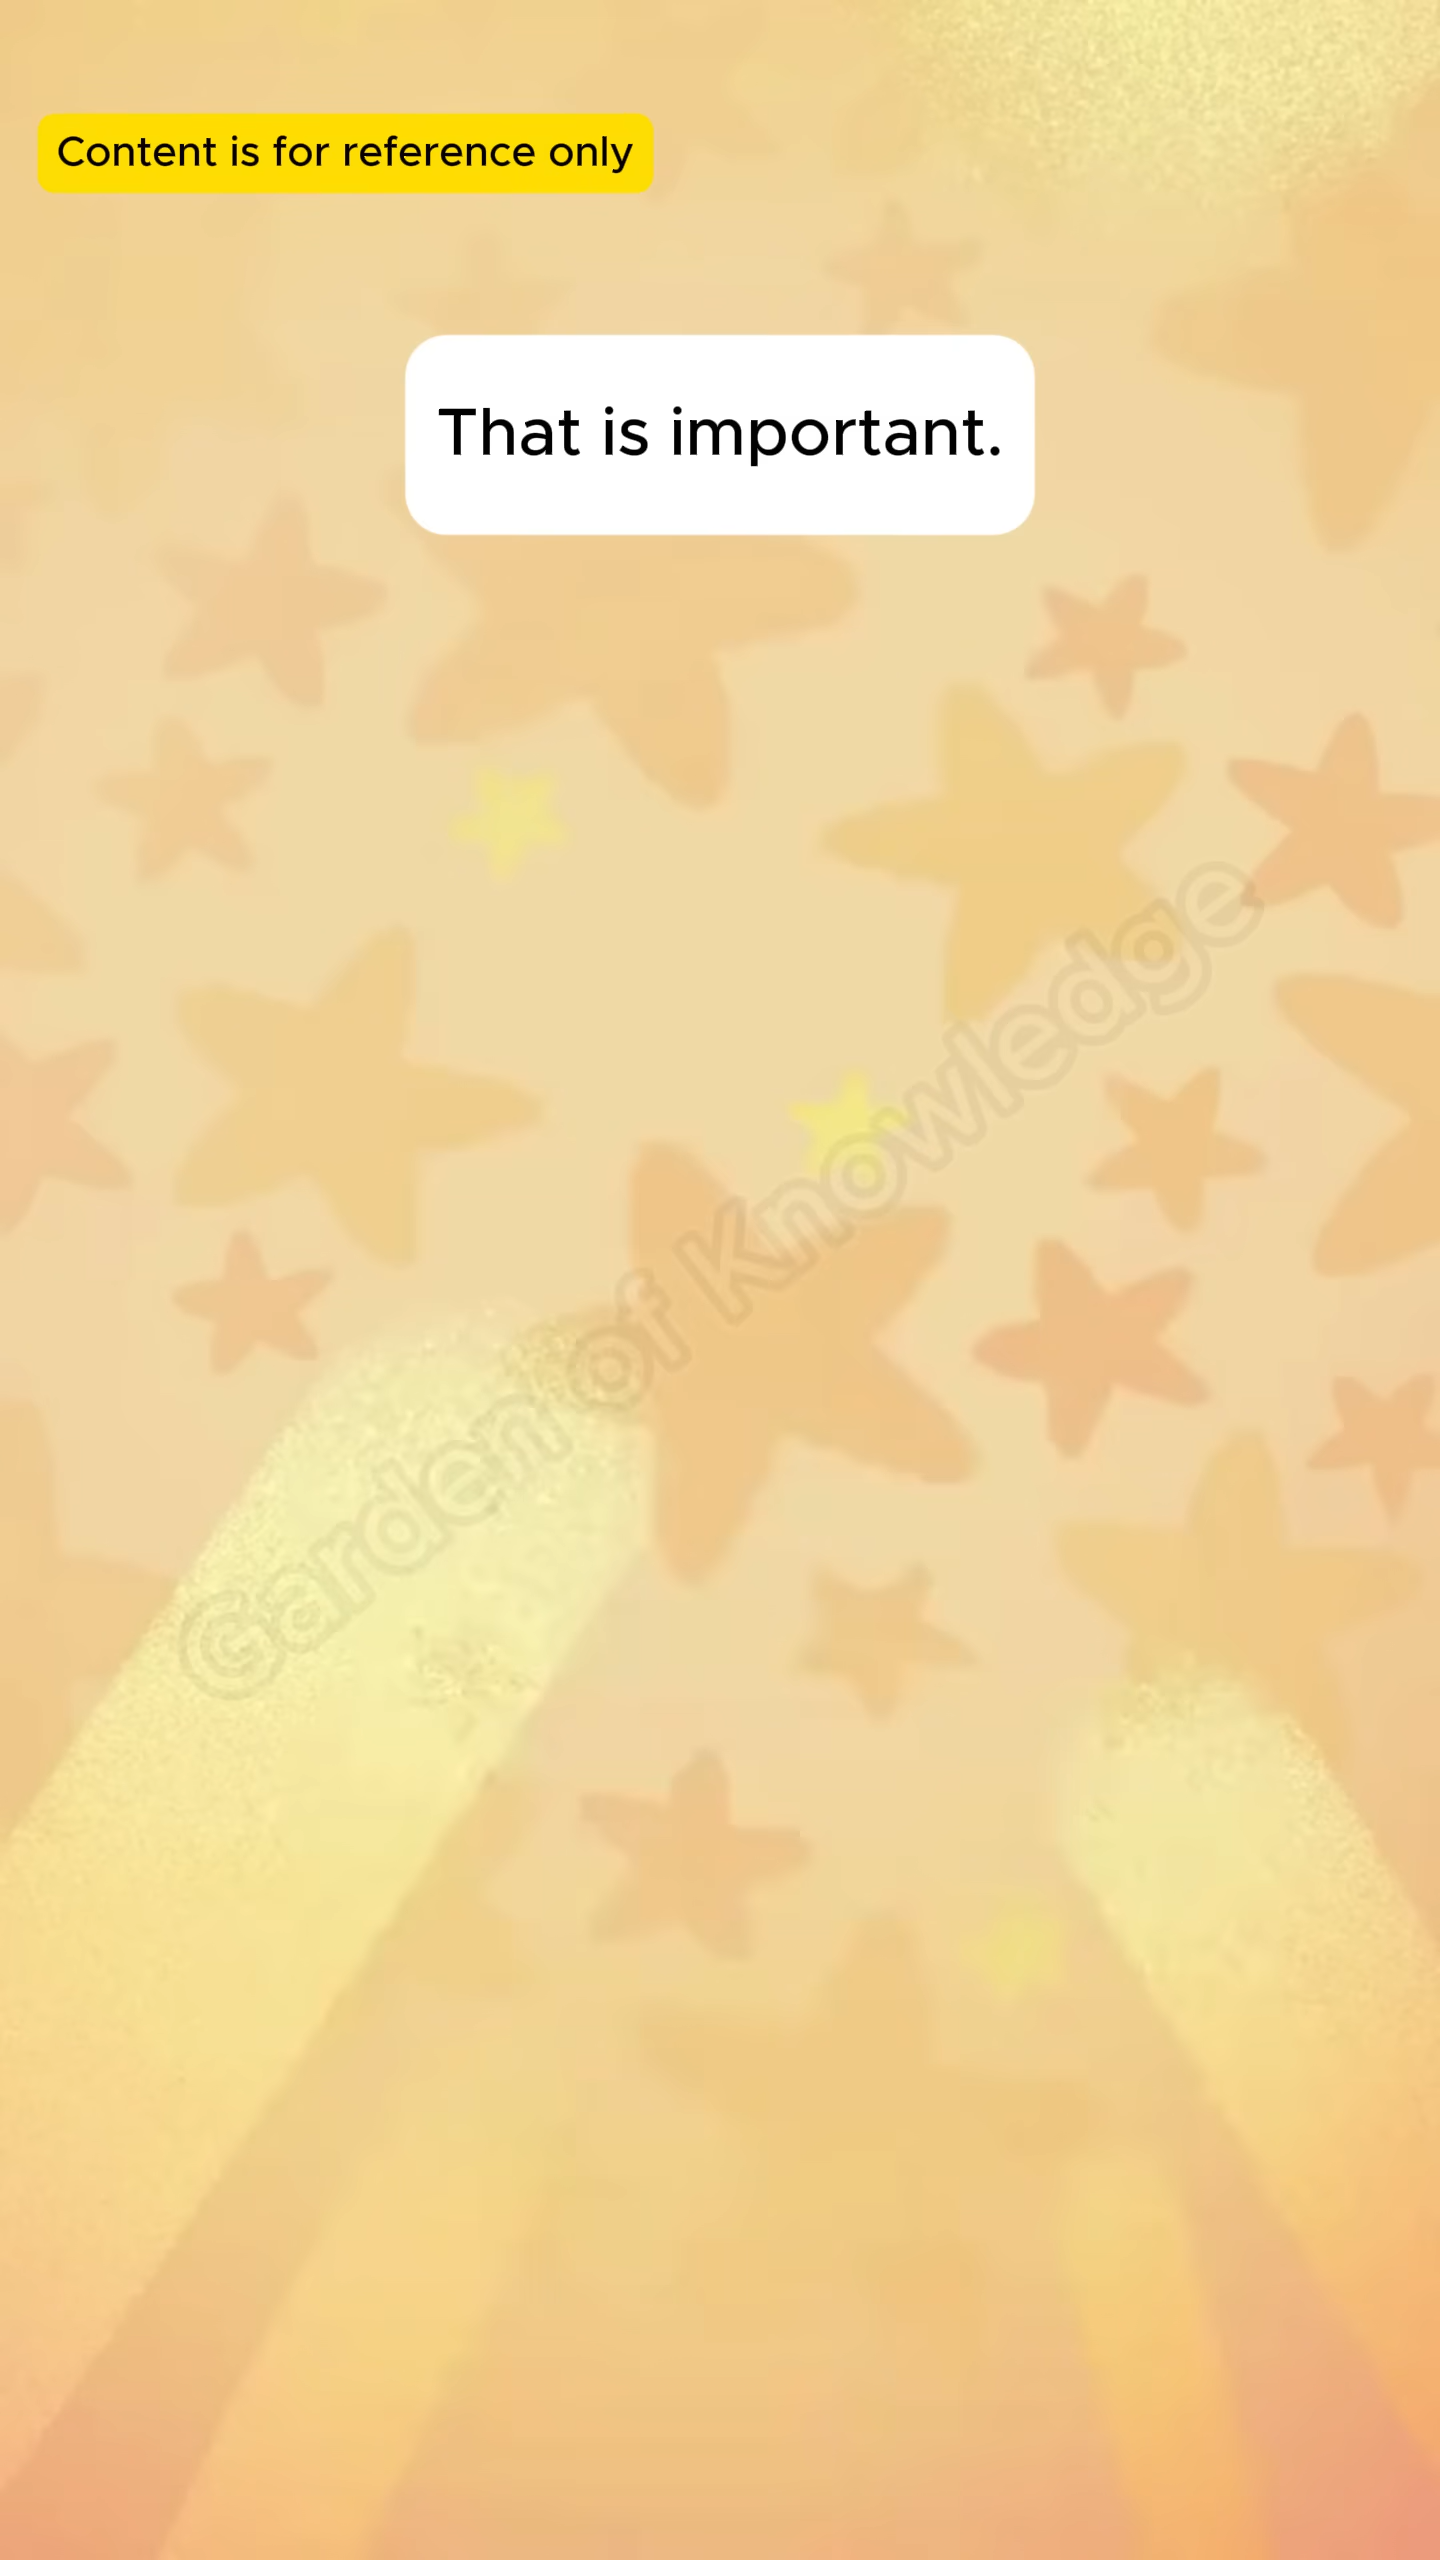 Content is for reference only
That is important.
Garden of Knowledge